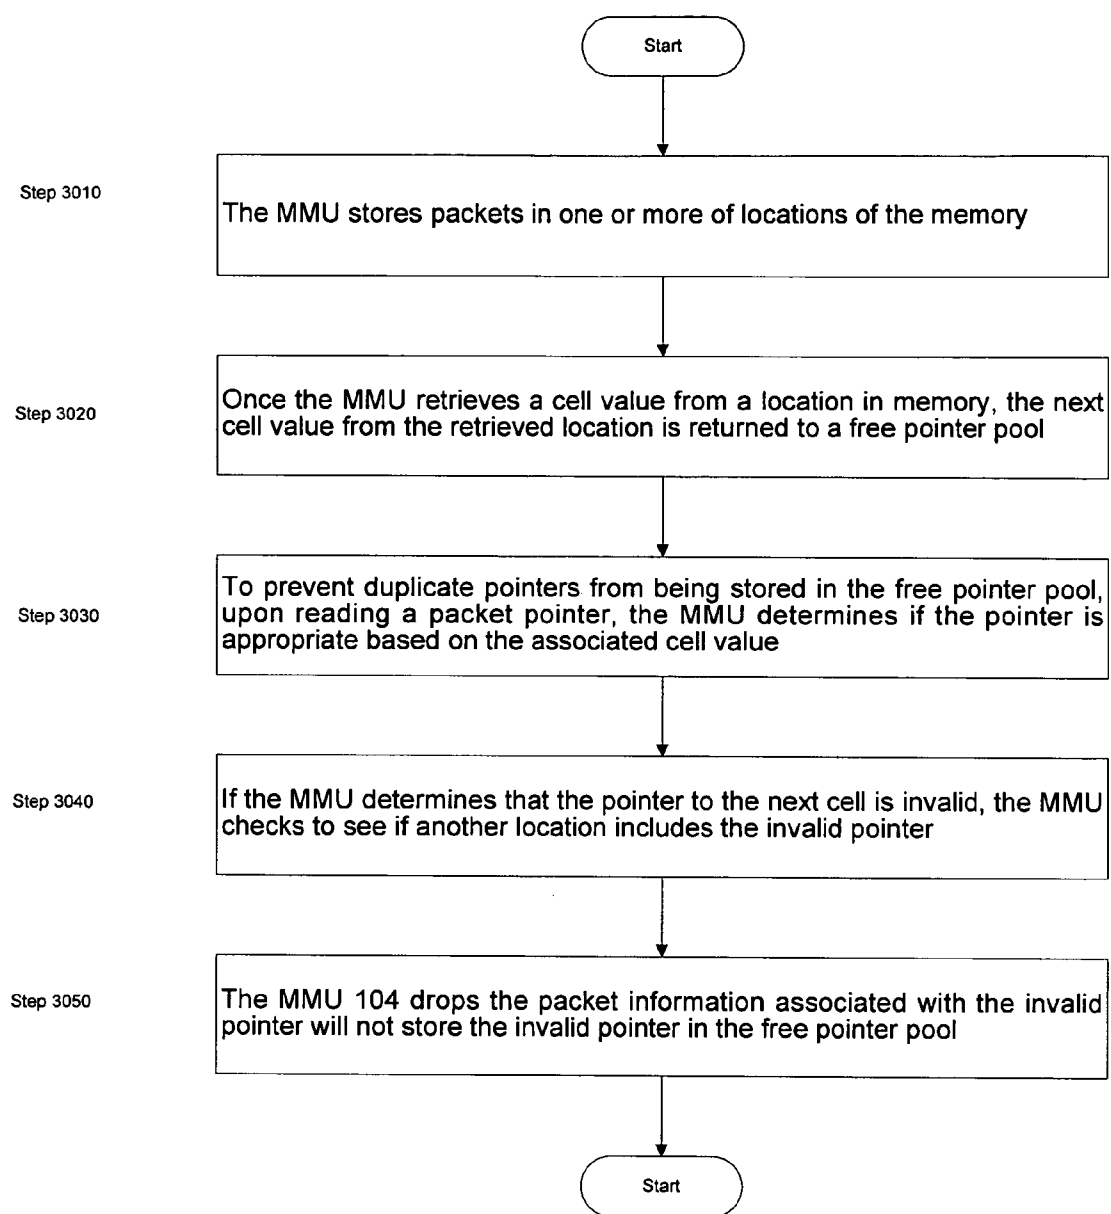 Start
Step 3010
The MMU stores packets in one or more of locations of the memory
Step 3020
Once the MMU retrieves a cell value from a location in memory, the next
cell value from the retrieved location is returned to a free pointer pool
Step 3030
To prevent duplicate pointers from being stored in the free pointer pool,
upon reading a packet pointer, the MMU determines if the pointer is
appropriate based on the associated cell value
Step 3040
If the MMU determines that the pointer to the next cell is invalid, the MMU
checks to see if another location includes the invalid pointer
Step 3050
The MMU 104 drops the packet information associated with the invalid
pointer will not store the invalid pointer in the free pointer pool
Start